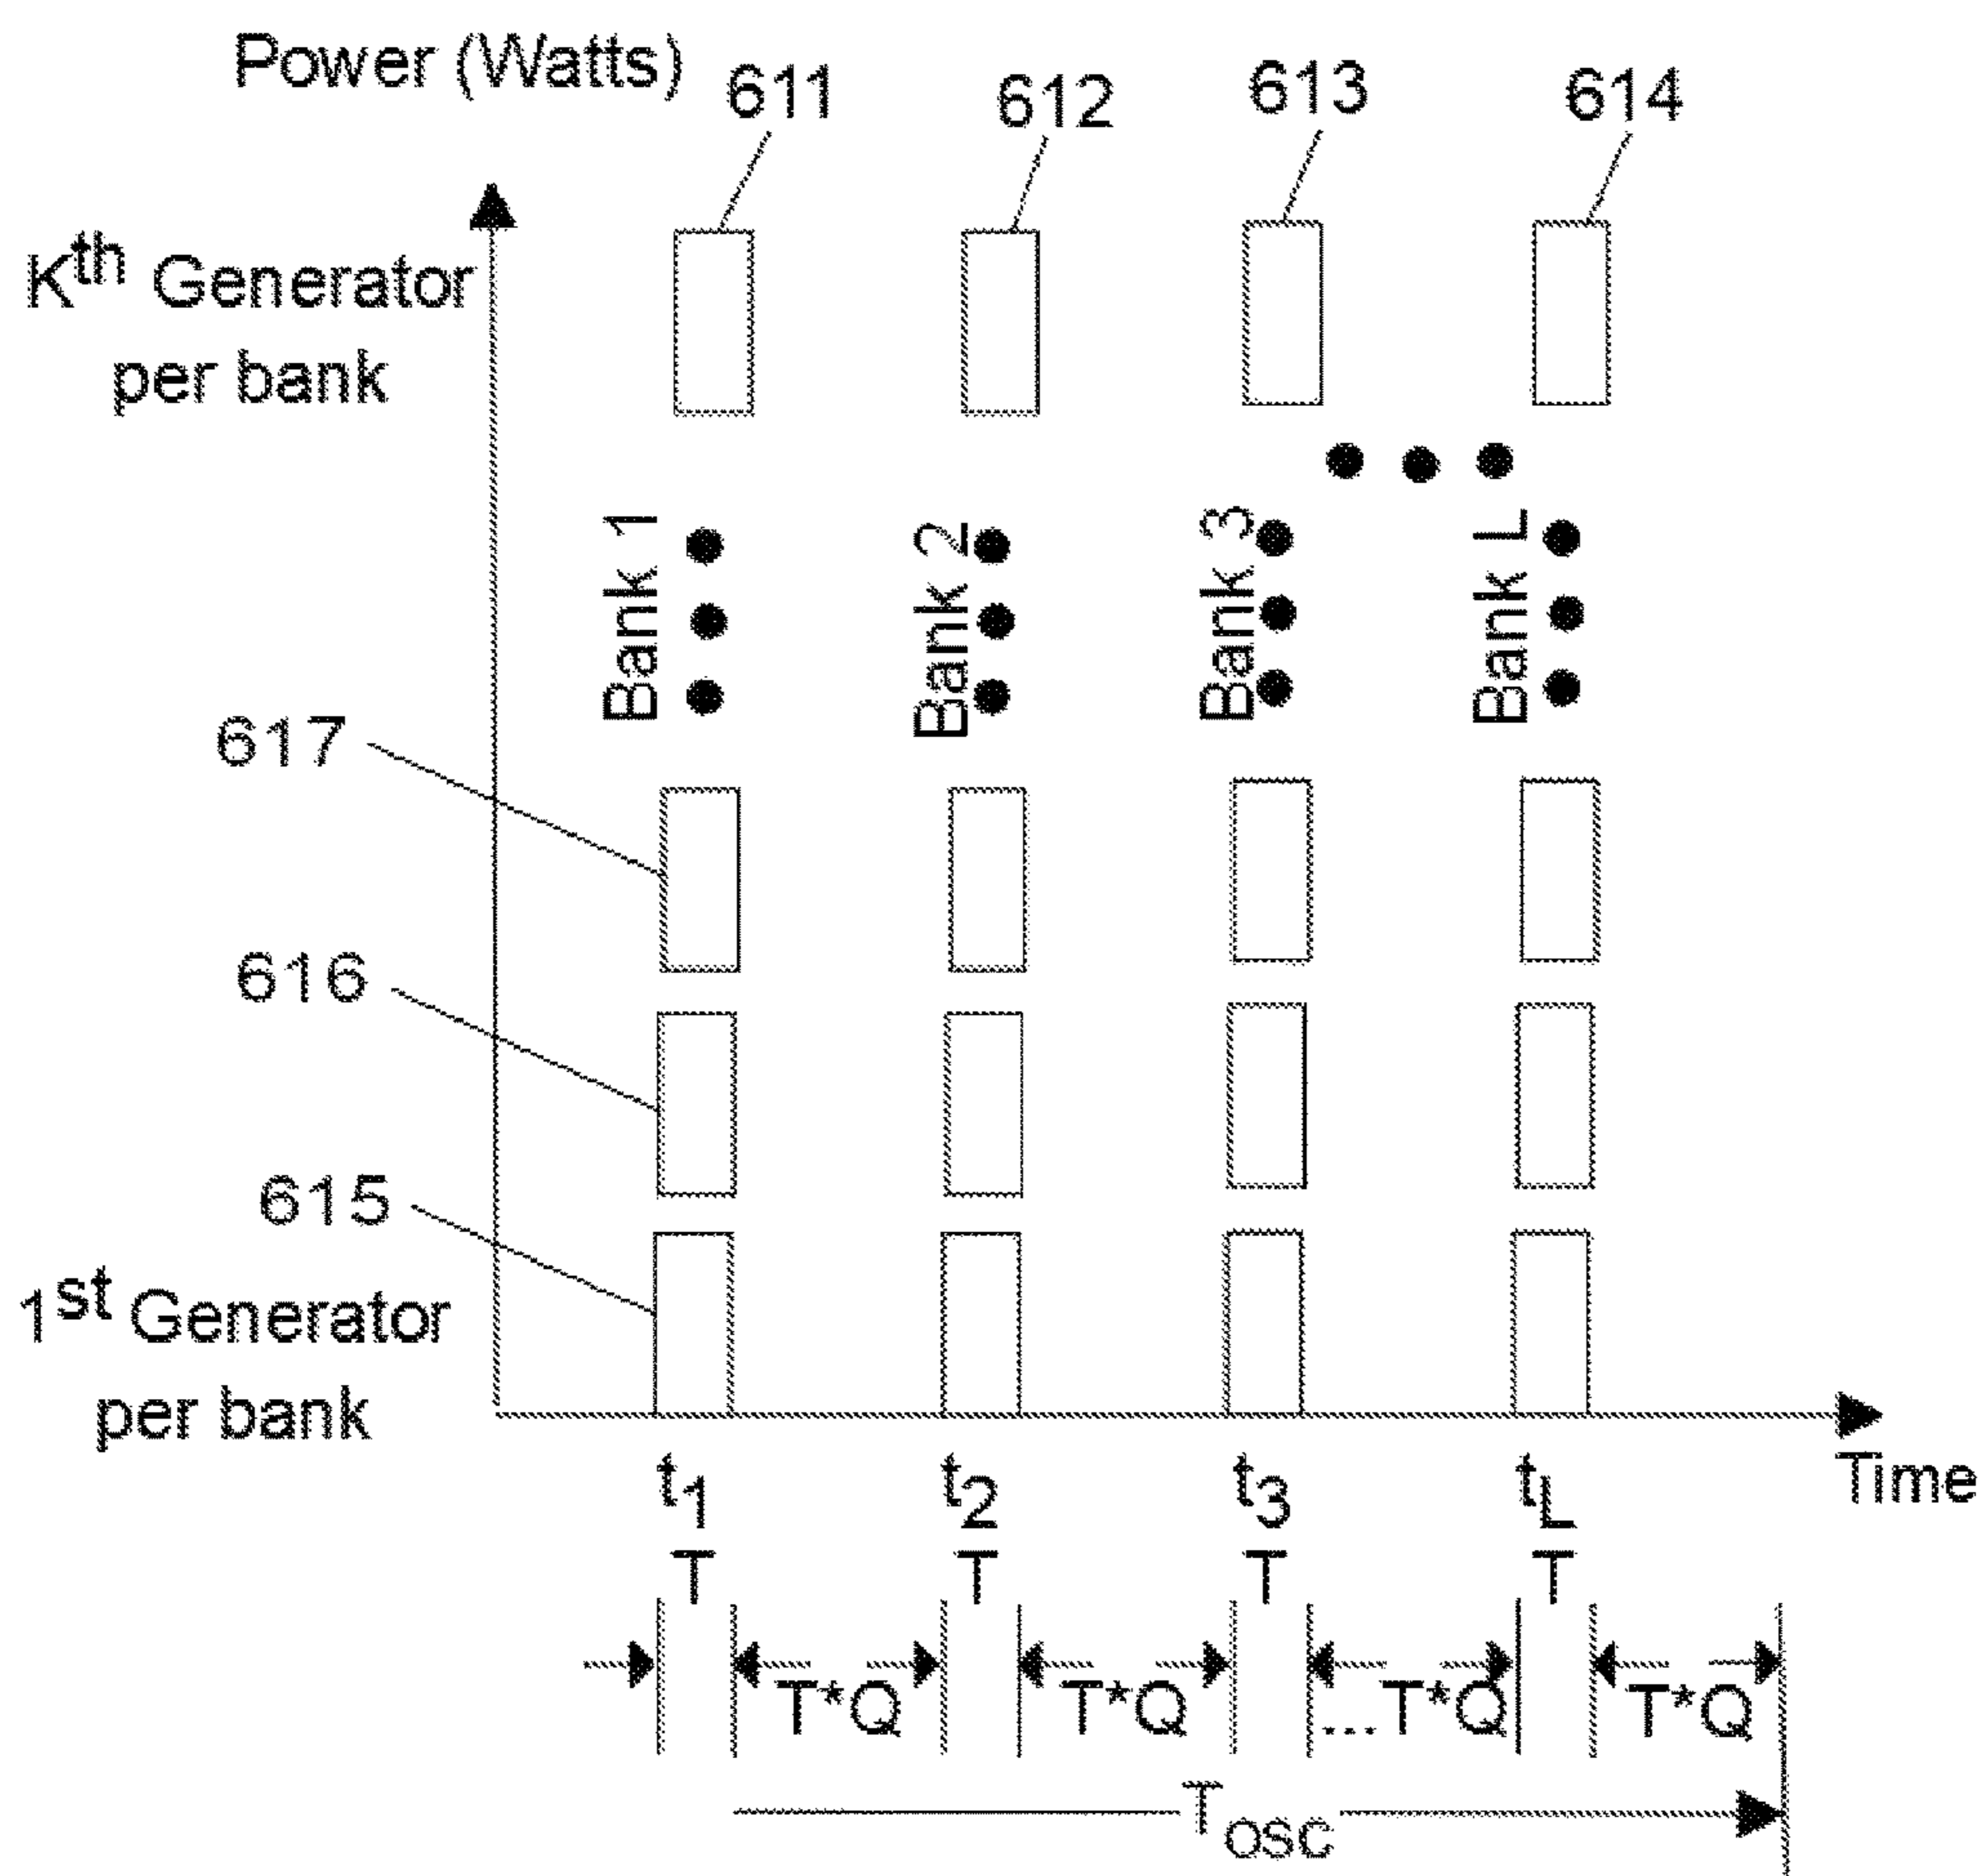 Power (Watts)
611
612
613
614
Kth Generator
per bank
Bank 1
Bank 2
Bank 3
Bank L
617
616
615
1st Generator
per bank
t1
t2
t3
tL
Time
T
T
T
T
T*Q
T*Q
...T*Q
T*Q
Tosc